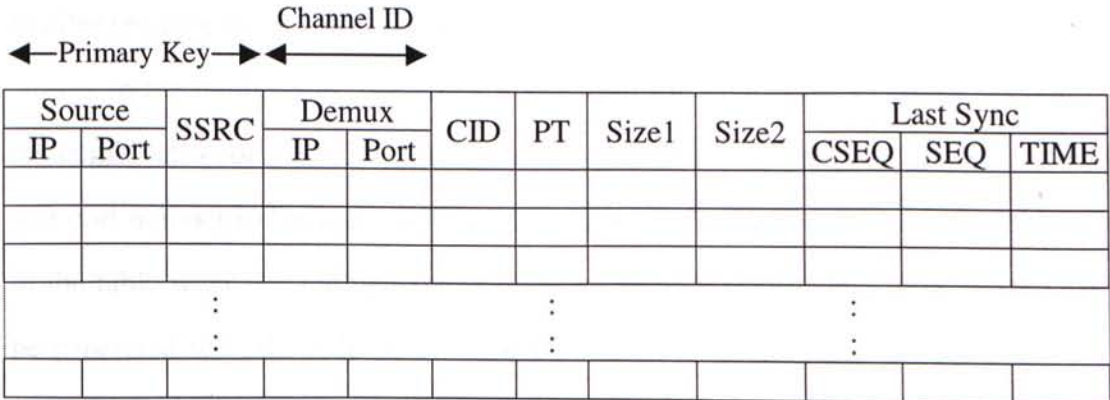 Channel ID
Primary Key
Source SSRC Demux CID PT Size1 Size2 Last Sync
IP Port IP Port CSEQ SEQ TIME